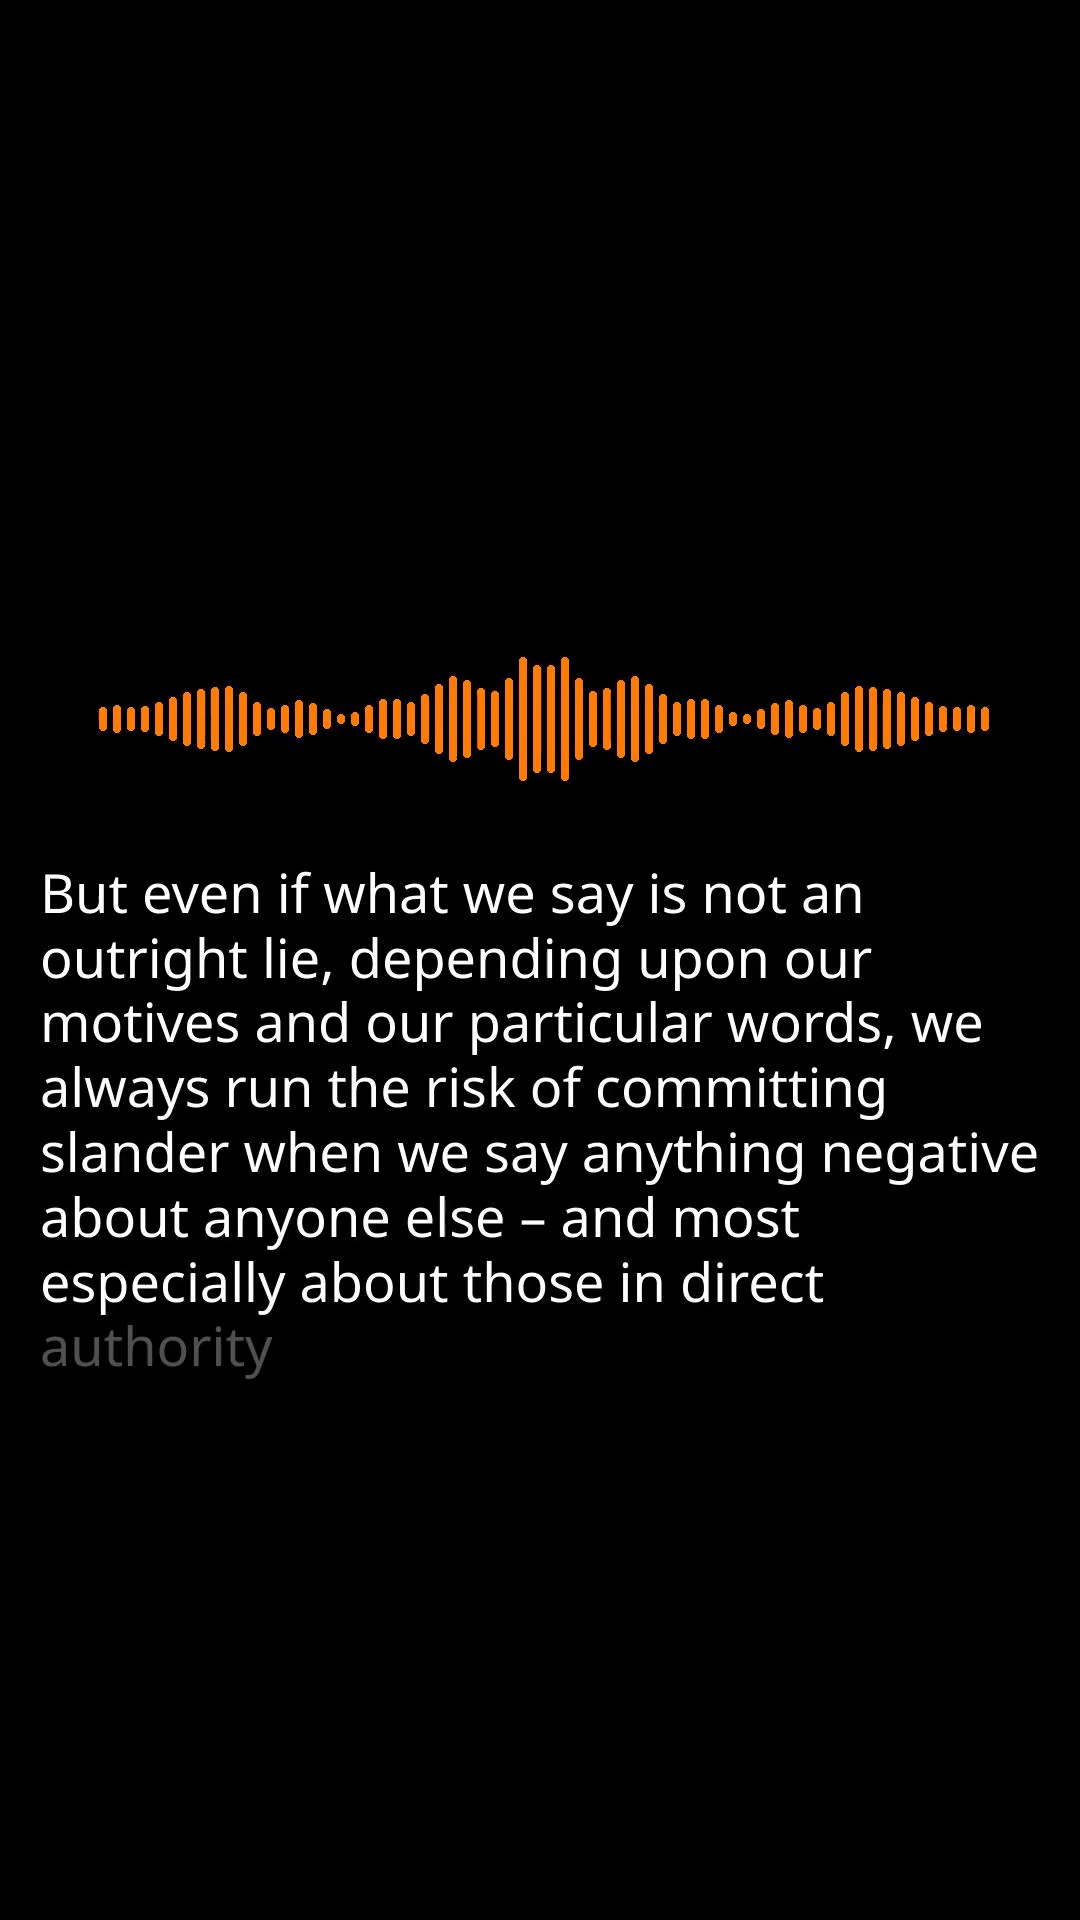 But even if what we say is not an
outright lie, depending upon our
motives and our particular words, we
always run the risk of committing
slander when we say anything negative
about anyone else – and most
especially about those in direct
authority